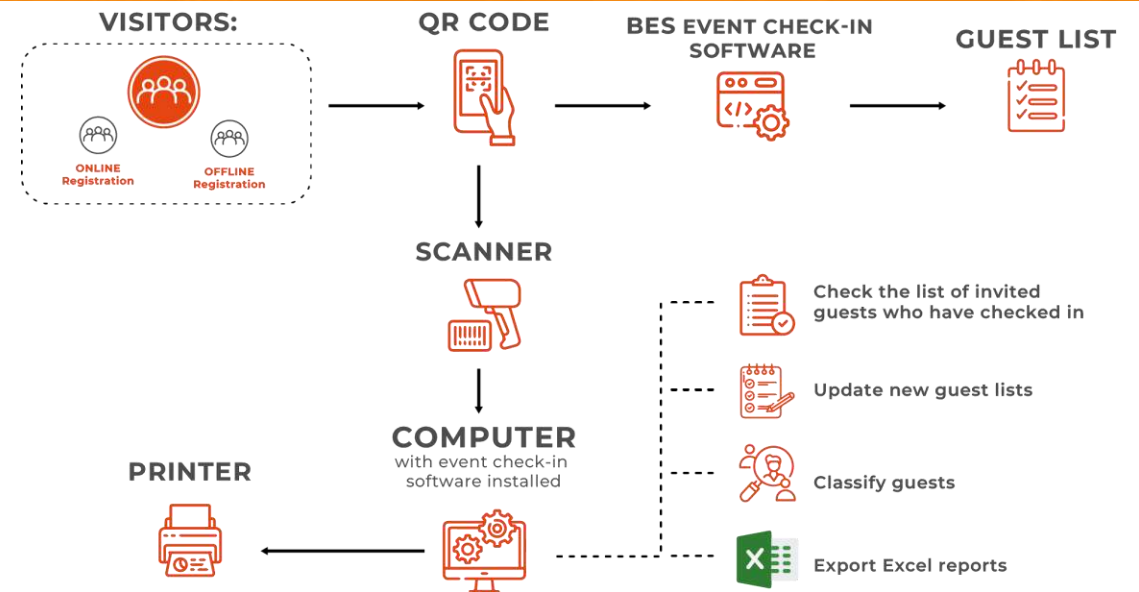 VISITORS:
QR CODE
BES EVENT CHECK-IN
SOFTWARE
GUEST LIST
ONLINE
Registration
OFFLINE
Registration
SCANNER
Check the list of invited
guests who have checked in
Update new guest lists
COMPUTER
with event check-in
software installed
PRINTER
Classify guests
X
Export Excel reports